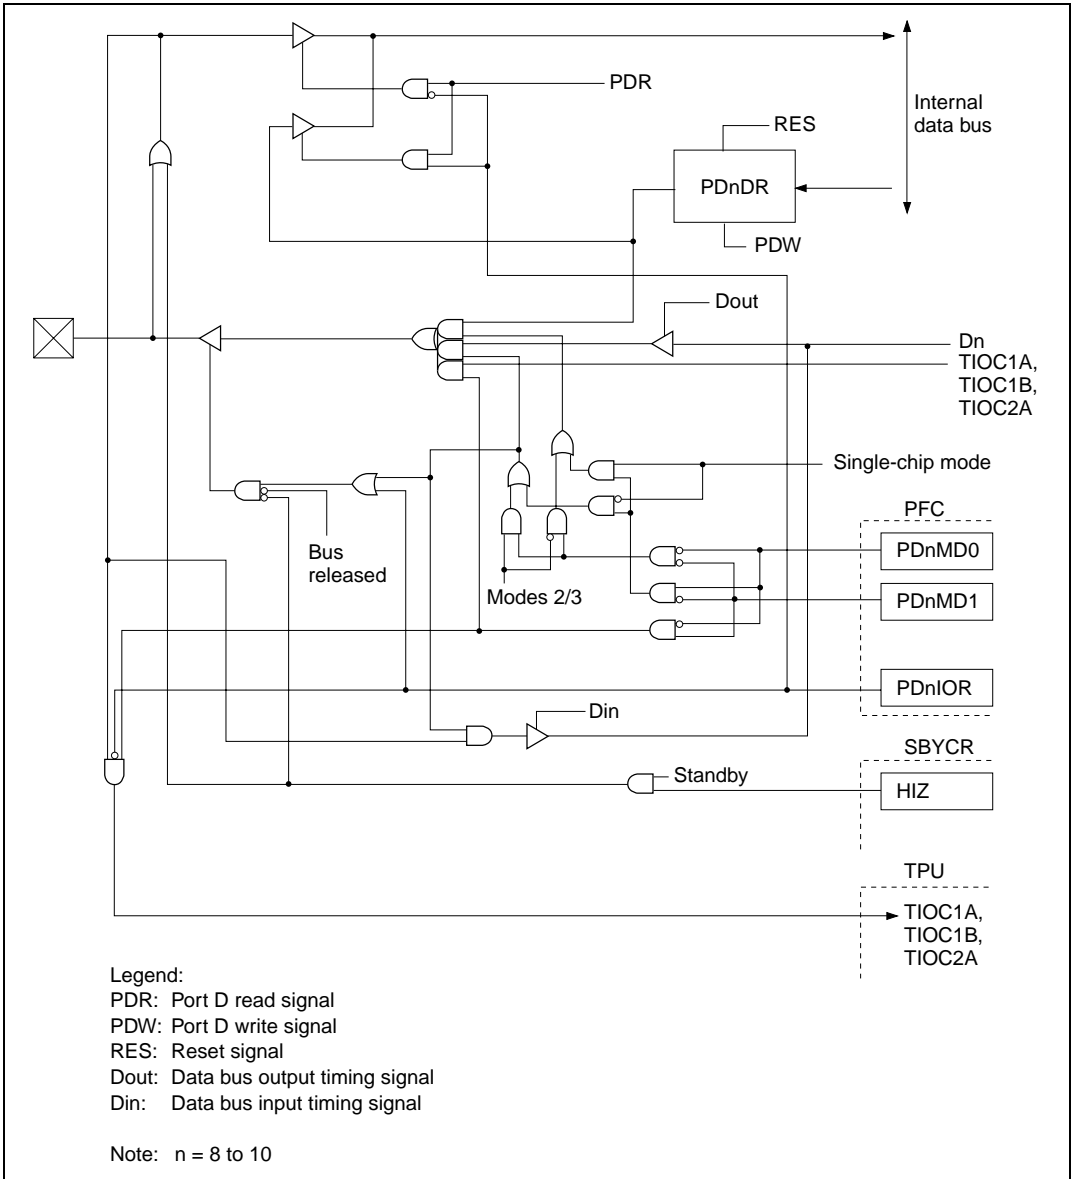 PDR
Internal
data bus
RES
PDnDR
PDW
Dout
Dn
TIOC1A,
TIOC1B,
TIOC2A
Single-chip mode
PFC
Bus
released
Modes 2/3
PDnMD0
PDnMD1
PDnIOR
Din
SBYCR
Standby
HIZ
TPU
TIOC1A,
TIOC1B,
TIOC2A
Legend:
PDR: Port D read signal
PDW: Port D write signal
RES: Reset signal
Dout: Data bus output timing signal
Din: Data bus input timing signal
Note: n = 8 to 10